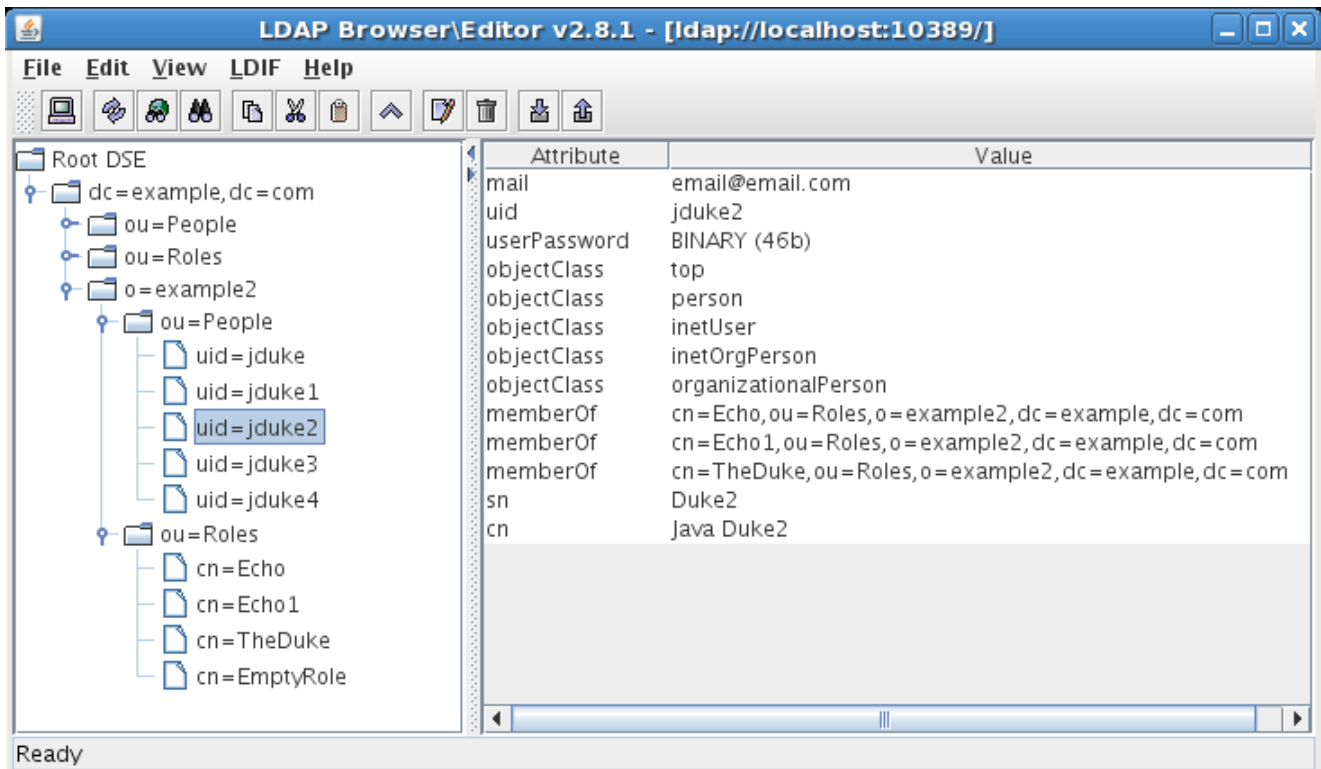 LDAP Browser\Editor v2.8.1 - [ldap://localhost:10389/]
File Edit View LDIF Help
Root DSE
dc=example,dc=com
ou=People
ou=Roles
o=example2
ou=People
uid=jduke
uid=jduke1
uid=jduke2
uid=jduke3
uid=jduke4
ou=Roles
cn=Echo
cn=Echo1
cn=TheDuke
cn=EmptyRole
Attribute Value
mail email@email.com
uid jduke2
userPassword BINARY (46b)
objectClass top
objectClass person
objectClass inetUser
objectClass inetOrgPerson
objectClass organizationalPerson
memberOf cn=Echo,ou=Roles,o=example2,dc=example,dc=com
memberOf cn=Echo1,ou=Roles,o=example2,dc=example,dc=com
memberOf cn=TheDuke,ou=Roles,o=example2,dc=example,dc=com
sn Duke2
cn Java Duke2
Ready